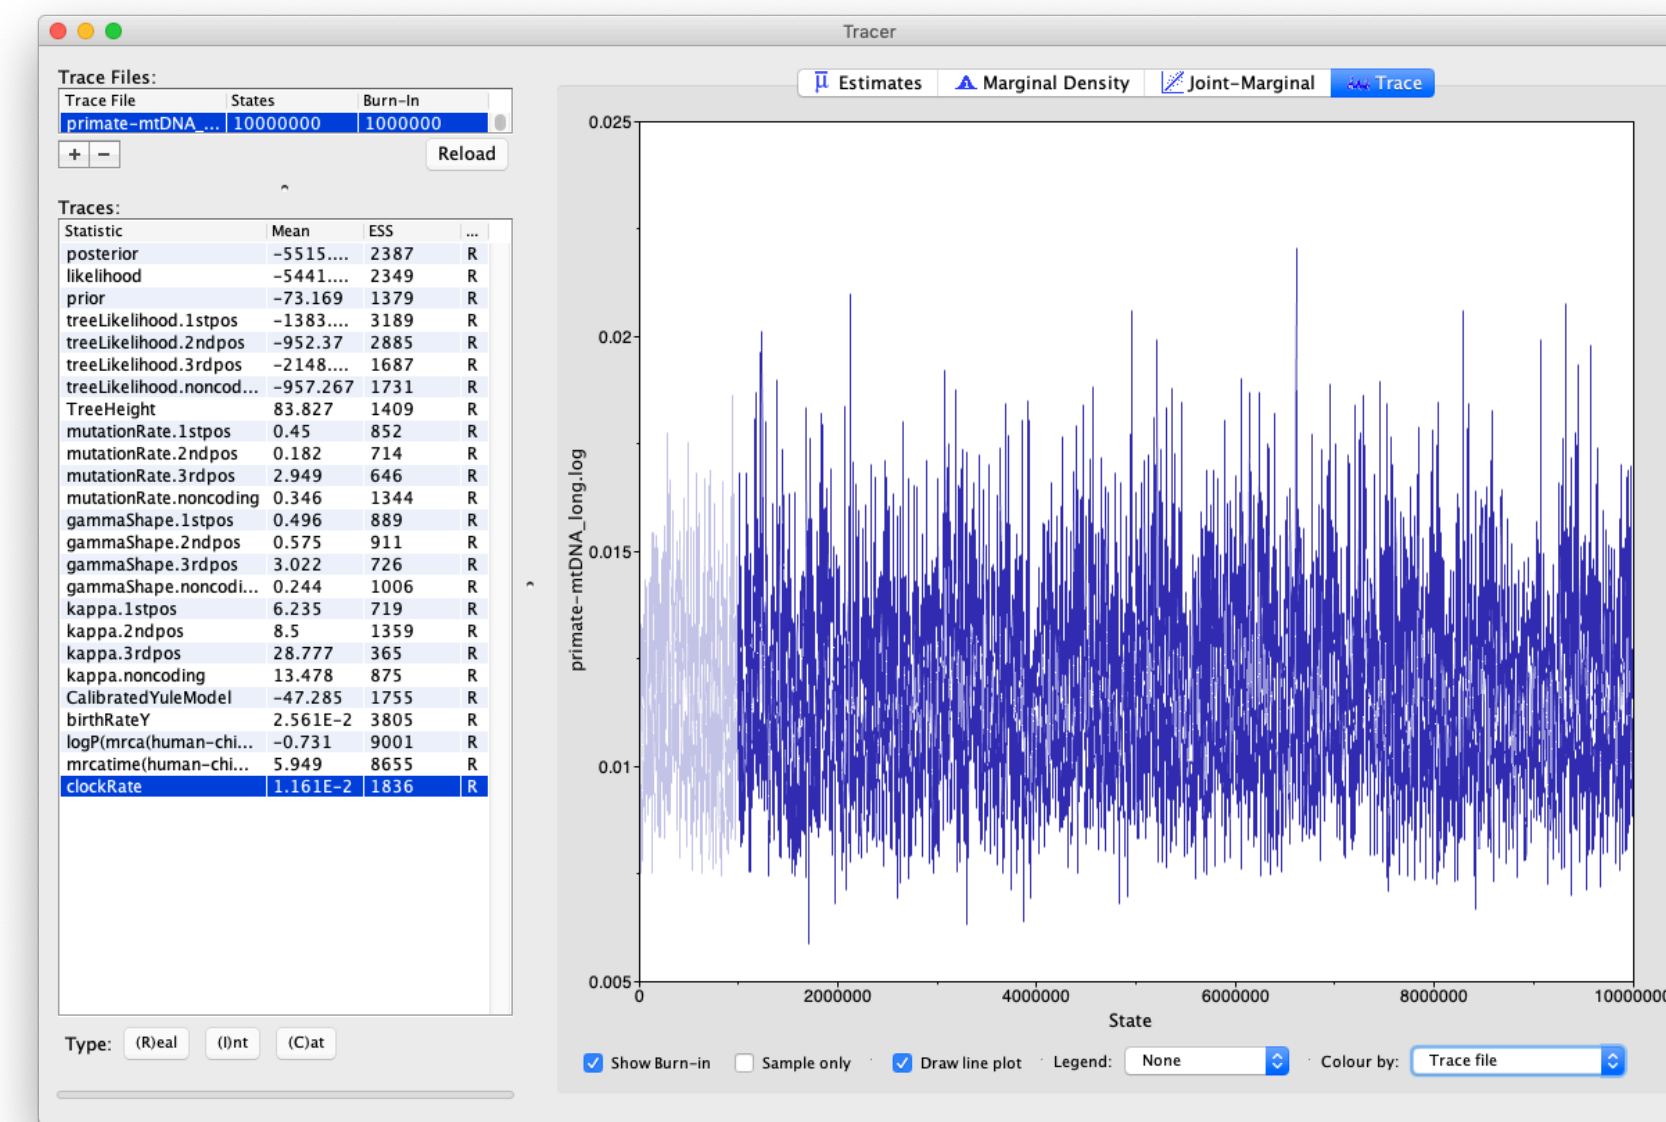 Tracer
Trace Files:
Trace File States Burn-In
primate-mtDNA_... 10000000 1000000
+ − Reload
Traces:
Statistic Mean ESS ...
posterior -5515.... 2387 R
likelihood -5441.... 2349 R
prior -73.169 1379 R
treeLikelihood.1stpos -1383.... 3189 R
treeLikelihood.2ndpos -952.37 2885 R
treeLikelihood.3rdpos -2148.... 1687 R
treeLikelihood.noncod... -957.267 1731 R
TreeHeight 83.827 1409 R
mutationRate.1stpos 0.45 852 R
mutationRate.2ndpos 0.182 714 R
mutationRate.3rdpos 2.949 646 R
mutationRate.noncoding 0.346 1344 R
gammaShape.1stpos 0.496 889 R
gammaShape.2ndpos 0.575 911 R
gammaShape.3rdpos 3.022 726 R
gammaShape.noncodi... 0.244 1006 R
kappa.1stpos 6.235 719 R
kappa.2ndpos 8.5 1359 R
kappa.3rdpos 28.777 365 R
kappa.noncoding 13.478 875 R
CalibratedYuleModel -47.285 1755 R
birthRateY 2.561E-2 3805 R
logP(mrca(human-chi... -0.731 9001 R
mrcatime(human-chi... 5.949 8655 R
clockRate 1.161E-2 1836 R
Type: (R)eal (I)nt (C)at
μ Estimates Marginal Density Joint-Marginal Trace
0.025
0.02
0.015
0.01
0.005
primate-mtDNA_long.log
0 2000000 4000000 6000000 8000000 10000000
State
Show Burn-in Sample only Draw line plot Legend: None Colour by: Trace file